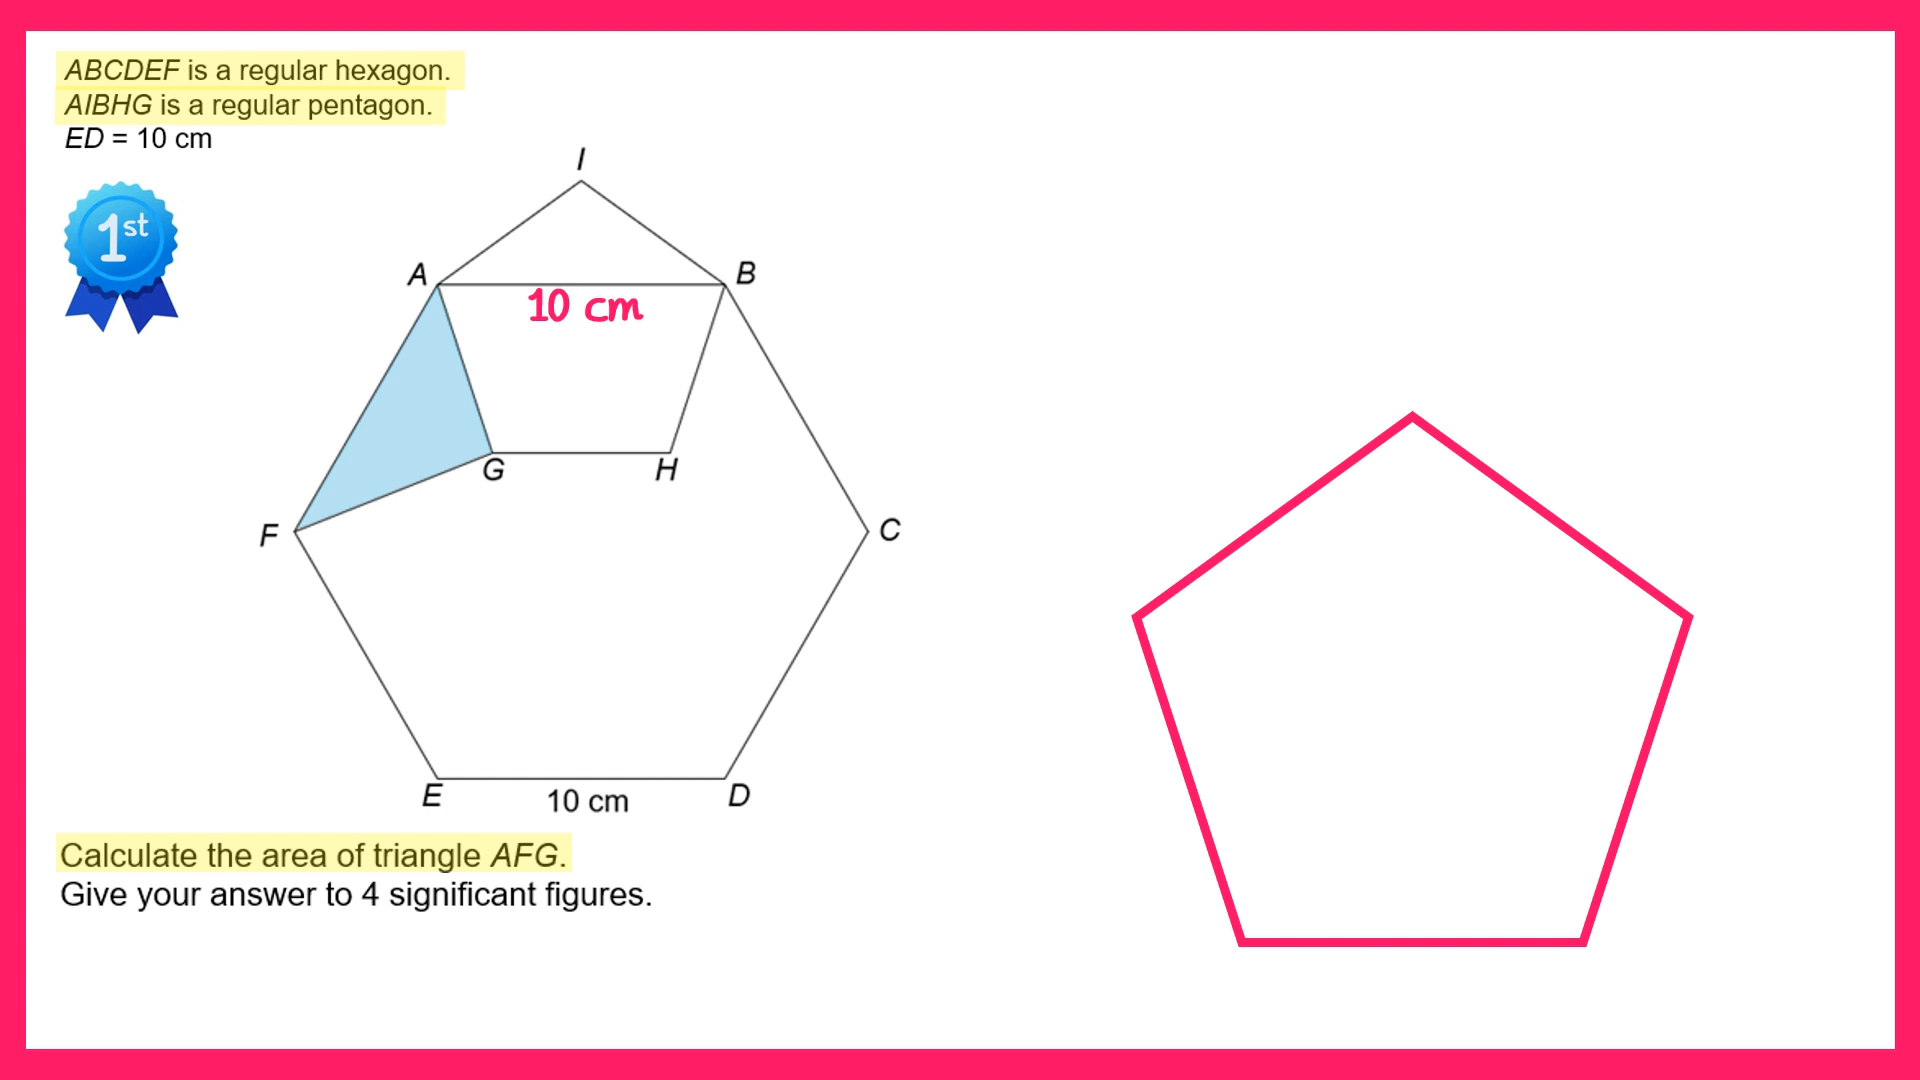 ABCDEF is a regular hexagon.
AIBHG is a regular pentagon.
ED = 10 cm
1st
I
A
B
10 cm
G
H
F
C
E
10 cm
D
Calculate the area of triangle AFG.
Give your answer to 4 significant figures.